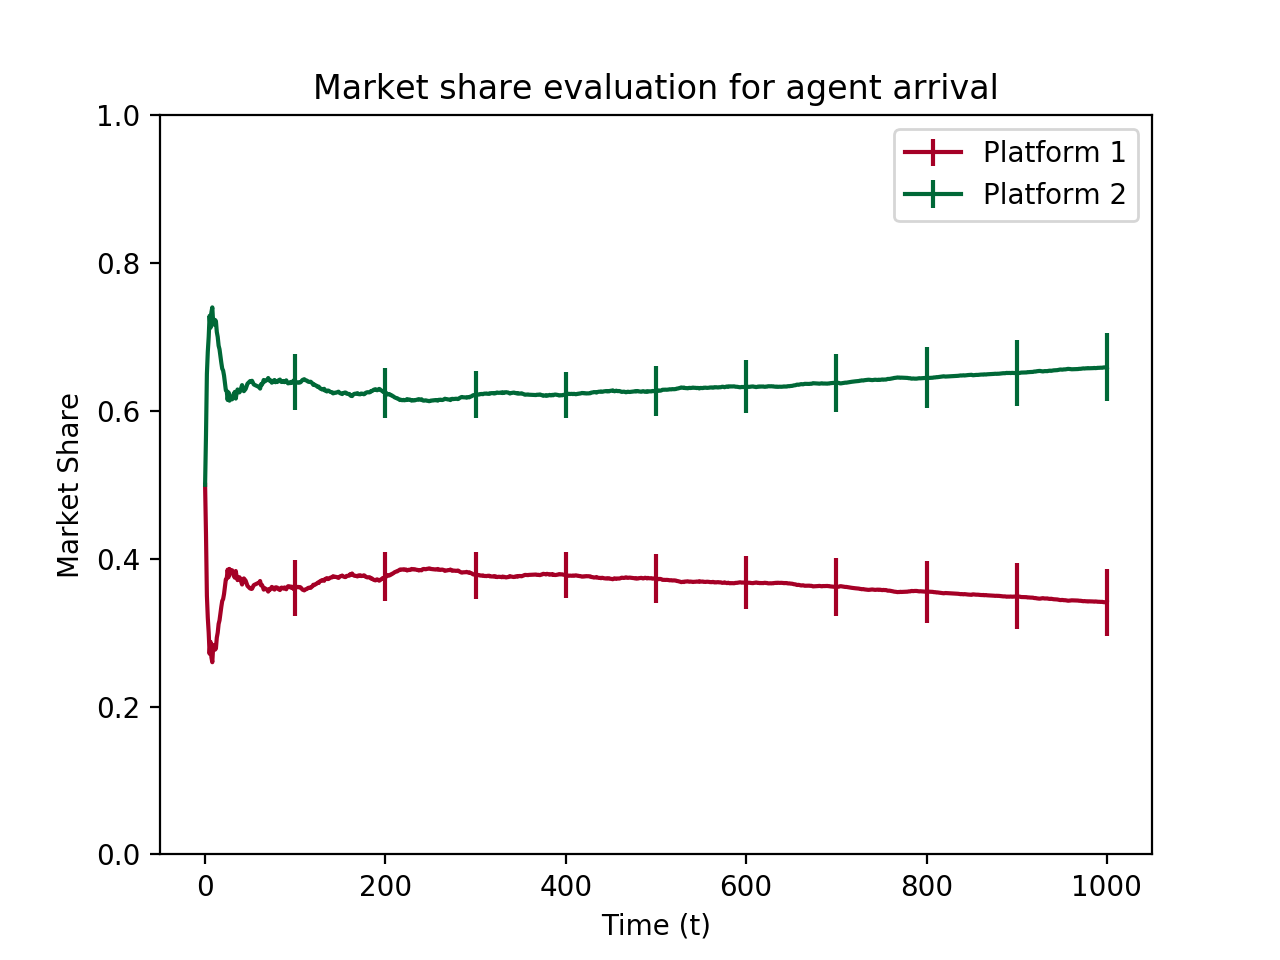 Market share evaluation for agent arrival
Platform 1
Platform 2
1.0
0.8
0.6
0.4
0.2
0.0
Market Share
0 200 400 600 800 1000
Time (t)